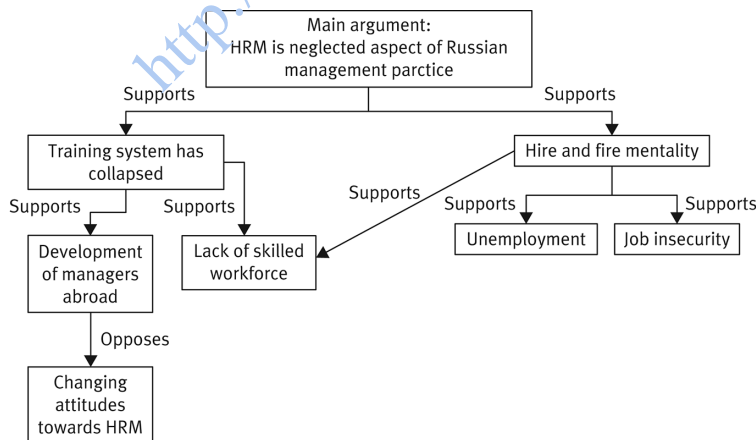 http:/
Main argument:
HRM is neglected aspect of Russian
management parctice
Supports
Supports
Training system has
collapsed
Hire and fire mentality
Supports
Supports
Supports
Supports
Supports
Development
of managers
abroad
Lack of skilled
workforce
Unemployment
Job insecurity
Opposes
Changing
attitudes
towards HRM